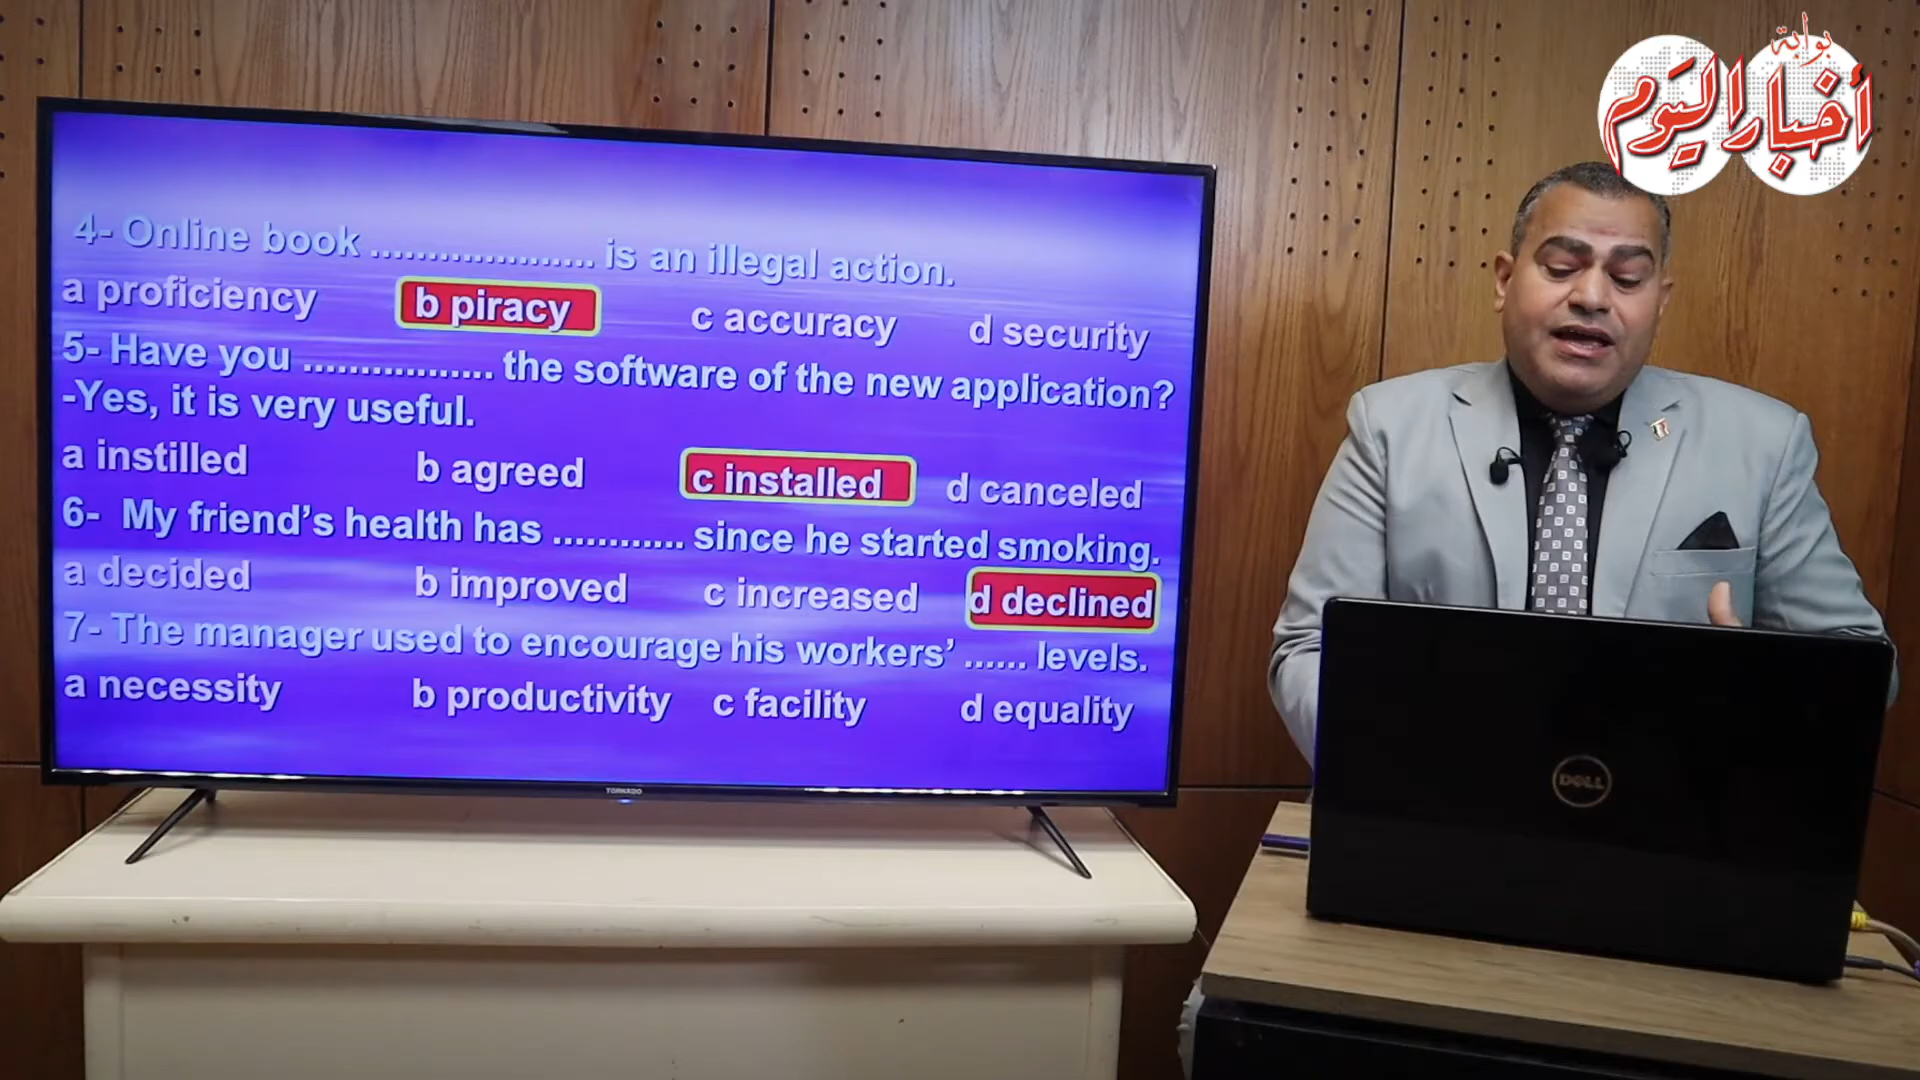 بوابة
أخبار اليوم
4- Online book .................... is an illegal action.
a proficiency b piracy c accuracy d security
5- Have you ................. the software of the new application?
-Yes, it is very useful.
a instilled b agreed c installed d canceled
6- My friend’s health has ............ since he started smoking.
a decided b improved c increased d declined
7- The manager used to encourage his workers’ ...... levels.
a necessity b productivity c facility d equality
TORNADO
DELL